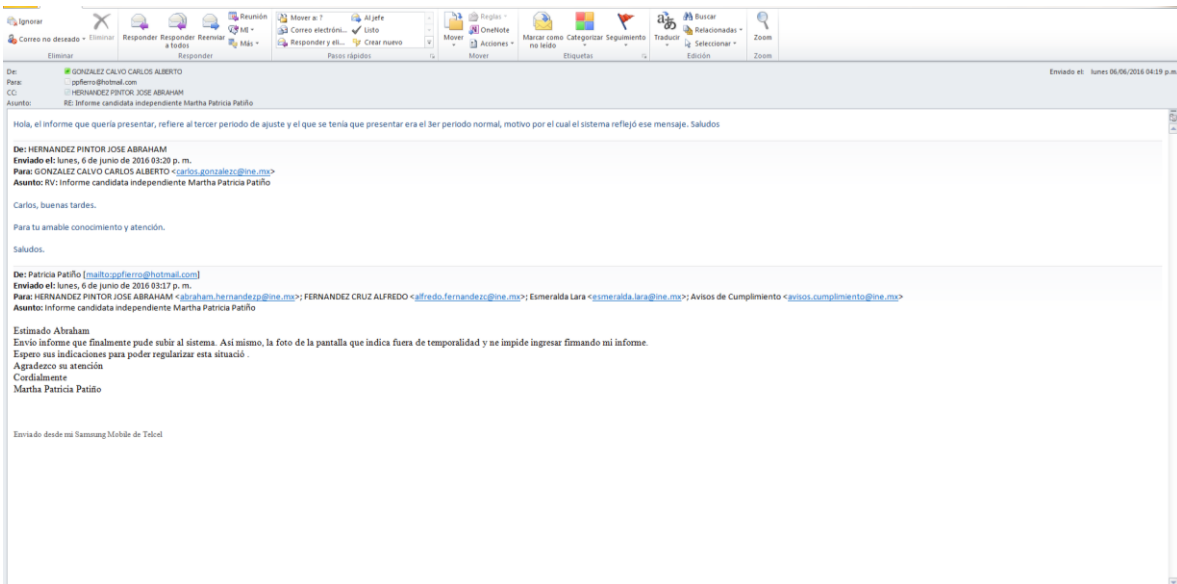 Ignorar
Correo no deseado
Eliminar
Responder
Responder a todos
Reenviar
Reunión
MI
Más
Mover a: ?
Correo electróni...
Responder y eli...
Al jefe
Listo
Crear nuevo
Mover
Reglas
OneNote
Acciones
Marcar como no leído
Categorizar
Seguimiento
Traducir
Buscar
Relacionadas
Seleccionar
Zoom
Eliminar
Responder
Pasos rápidos
Mover
Etiquetas
Edición
Zoom
De: GONZALEZ CALVO CARLOS ALBERTO
Enviado el: lunes 06/06/2016 04:19 p.m.
Para: ppfierro@hotmail.com
CC: HERNANDEZ PINTOR JOSE ABRAHAM
Asunto: RE: Informe candidata independiente Martha Patricia Patiño
Hola, el informe que quería presentar, refiere al tercer periodo de ajuste y el que se tenía que presentar era el 3er periodo normal, motivo por el cual el sistema reflejó ese mensaje. Saludos
De: HERNANDEZ PINTOR JOSE ABRAHAM
Enviado el: lunes, 6 de junio de 2016 03:20 p. m.
Para: GONZALEZ CALVO CARLOS ALBERTO <carlos.gonzalezc@ine.mx>
Asunto: RV: Informe candidata independiente Martha Patricia Patiño
Carlos, buenas tardes.
Para tu amable conocimiento y atención.
Saludos.
De: Patricia Patiño [mailto:ppfierro@hotmail.com]
Enviado el: lunes, 6 de junio de 2016 03:17 p. m.
Para: HERNANDEZ PINTOR JOSE ABRAHAM <abraham.hernandezp@ine.mx>; FERNANDEZ CRUZ ALFREDO <alfredo.fernandezc@ine.mx>; Esmeralda Lara <esmeralda.lara@ine.mx>; Avisos de Cumplimiento <avisos.cumplimiento@ine.mx>
Asunto: Informe candidata independiente Martha Patricia Patiño
Estimado Abraham
Envio informe que finalmente pude subir al sistema. Así mismo, la foto de la pantalla que indica fuera de temporalidad y ne impide ingresar firmando mi informe.
Espero sus indicaciones para poder regularizar esta situació .
Agradezco su atención
Cordialmente
Martha Patricia Patiño
Enviado desde mi Samsung Mobile de Telcel